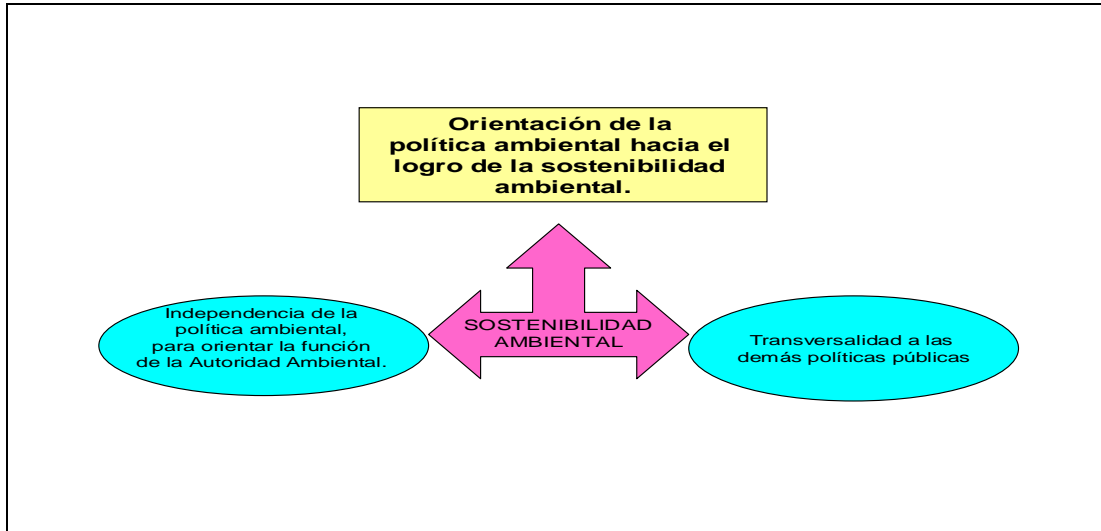 Orientación de la
política ambiental hacia el
logro de la sostenibilidad
ambiental.
Independencia de la
política ambiental,
para orientar la función
de la Autoridad Ambiental.
SOSTENIBILIDAD
AMBIENTAL
Transversalidad a las
demás políticas públicas